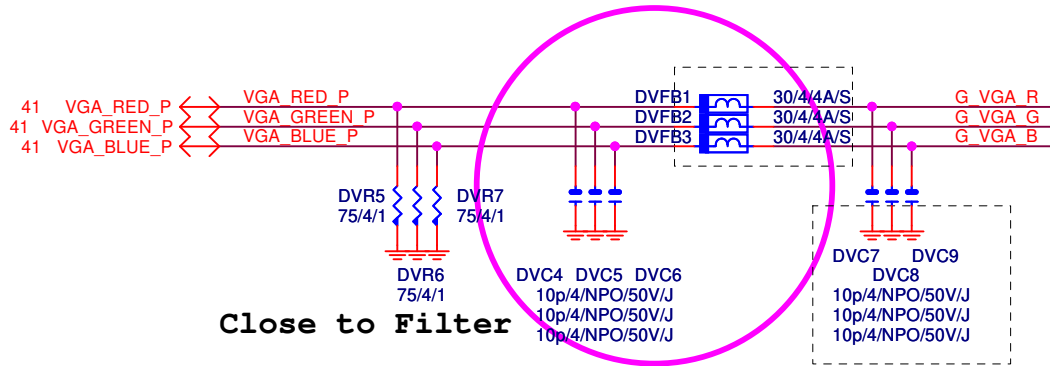 41 VGA_RED_P VGA_RED_P DVFB1 30/4/4A/S G_VGA_R
41 VGA_GREEN_P VGA_GREEN_P DVFB2 30/4/4A/S G_VGA_G
41 VGA_BLUE_P VGA_BLUE_P DVFB3 30/4/4A/S G_VGA_B
DVR5 DVR7
75/4/1 75/4/1
DVR6
75/4/1
DVC4 DVC5 DVC6
10p/4/NPO/50V/J
10p/4/NPO/50V/J
10p/4/NPO/50V/J
DVC7 DVC9
DVC8
10p/4/NPO/50V/J
10p/4/NPO/50V/J
10p/4/NPO/50V/J
Close to Filter